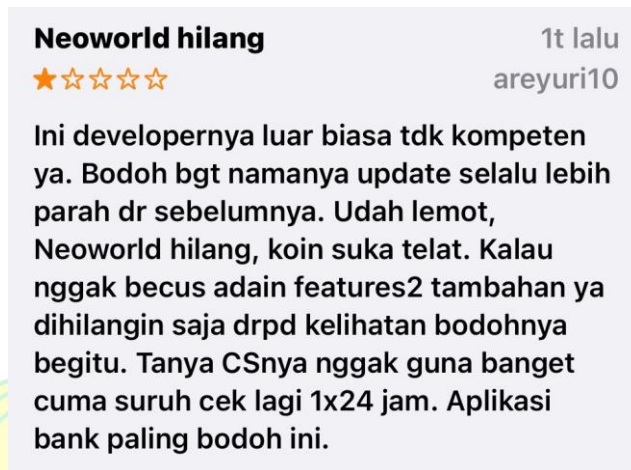 Neoworld hilang
1t lalu
areyuri10
Ini developernya luar biasa tdk kompeten
ya. Bodoh bgt namanya update selalu lebih
parah dr sebelumnya. Udah lemot,
Neoworld hilang, koin suka telat. Kalau
nggak becus adain features2 tambahan ya
dihilangin saja drpd kelihatan bodohnya
begitu. Tanya CSnya nggak guna banget
cuma suruh cek lagi 1x24 jam. Aplikasi
bank paling bodoh ini.